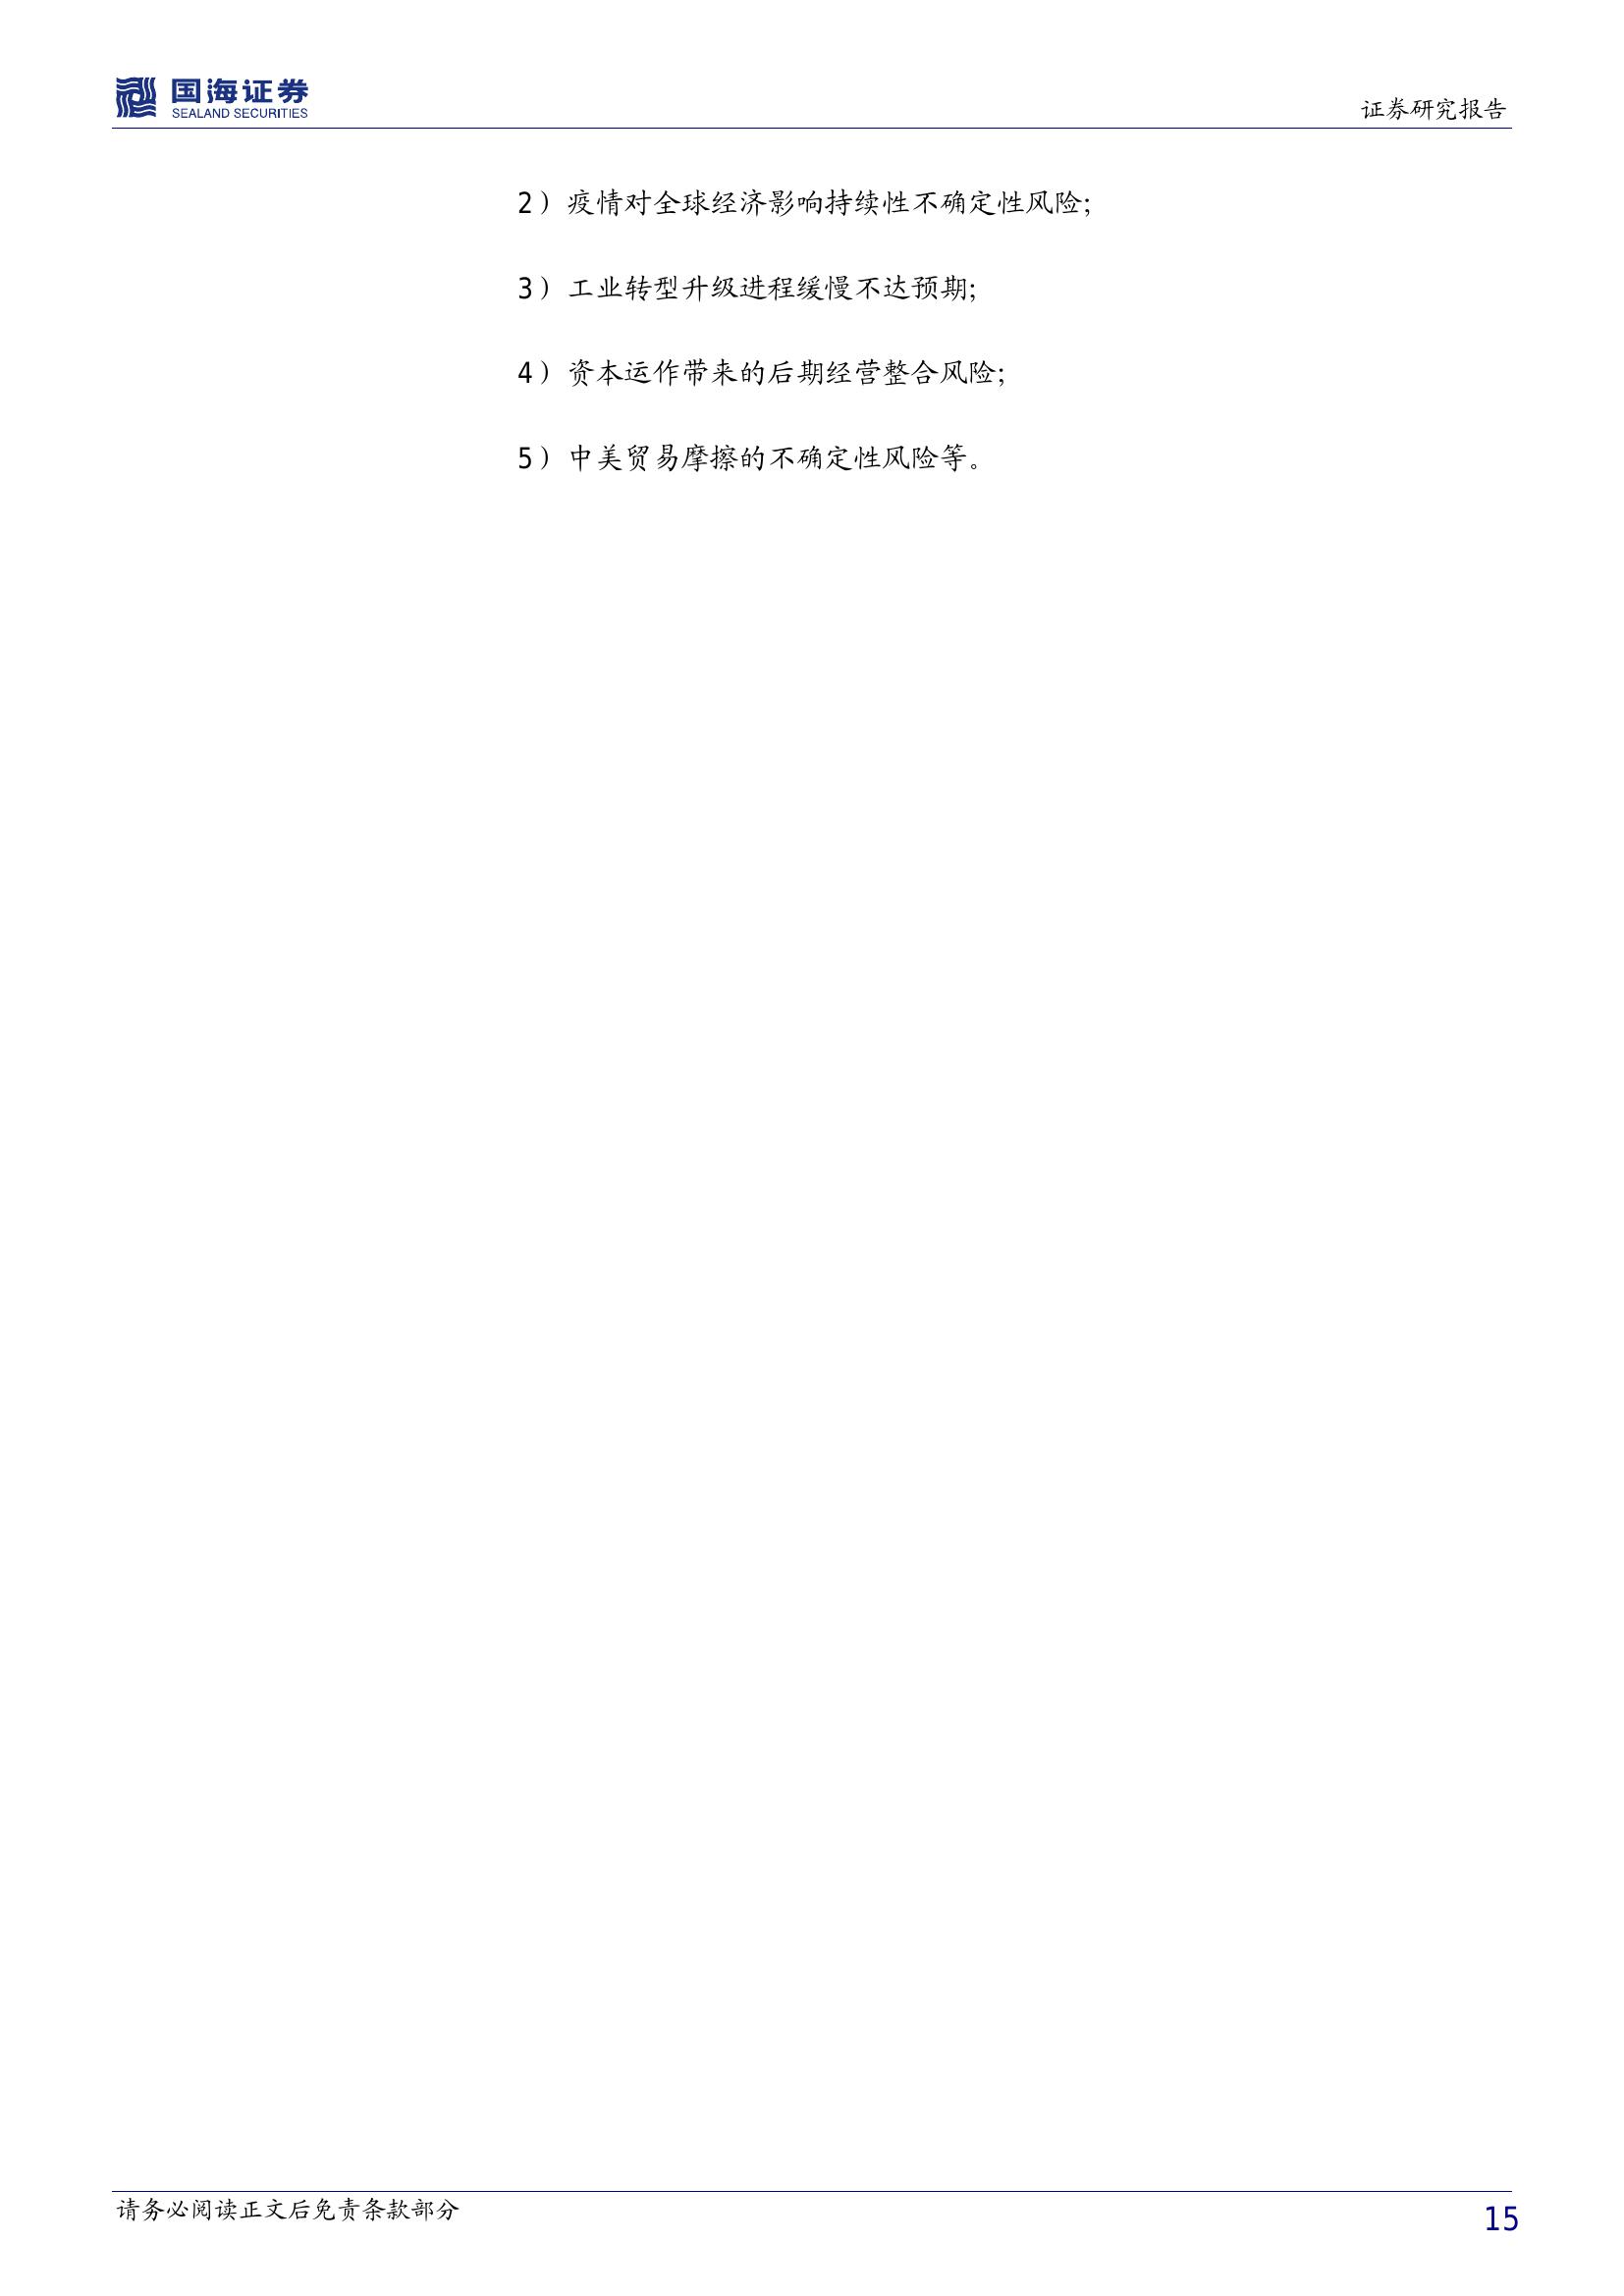 国海证券
SEALAND SECURITIES
证券研究报告
2）疫情对全球经济影响持续性不确定性风险；
3）工业转型升级进程缓慢不达预期；
4）资本运作带来的后期经营整合风险；
5）中美贸易摩擦的不确定性风险等。
请务必阅读正文后免责条款部分
15